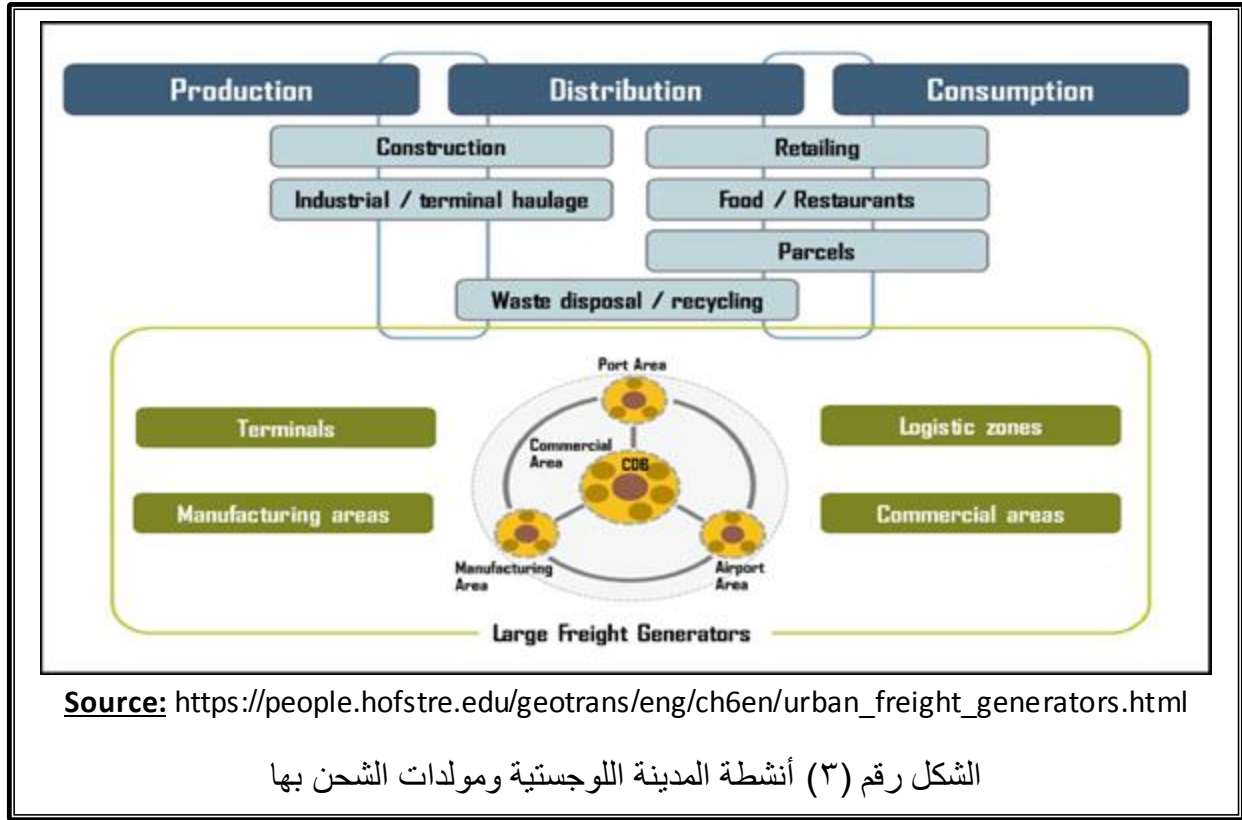 Production
Distribution
Consumption
Construction
Retailing
Industrial / terminal haulage
Food / Restaurants
Parcels
Waste disposal / recycling
Port Area
Terminals
Commercial
Area
CDB
Logistic zones
Manufacturing areas
Commercial areas
Manufacturing
Area
Airport
Area
Large Freight Generators
Source: https://people.hofstre.edu/geotrans/eng/ch6en/urban_freight_generators.html
الشكل رقم (٣) أنشطة المدينة اللوجستية ومولدات الشحن بها